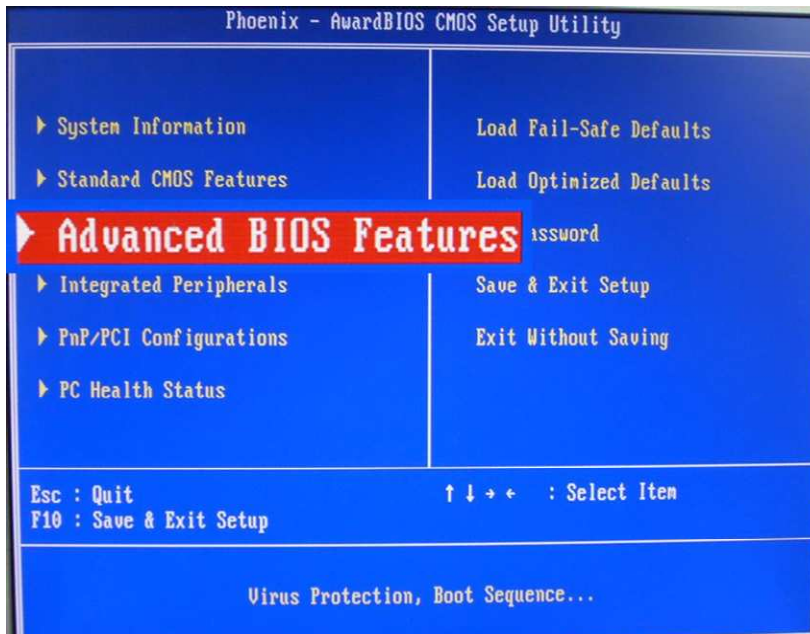 Phoenix - AwardBIOS CMOS Setup Utility
System Information
Standard CMOS Features
Advanced BIOS Features
Integrated Peripherals
PnP/PCI Configurations
PC Health Status
Load Fail-Safe Defaults
Load Optimized Defaults
assword
Save & Exit Setup
Exit Without Saving
Esc : Quit
F10 : Save & Exit Setup
↑ ↓ → ← : Select Item
Virus Protection, Boot Sequence...